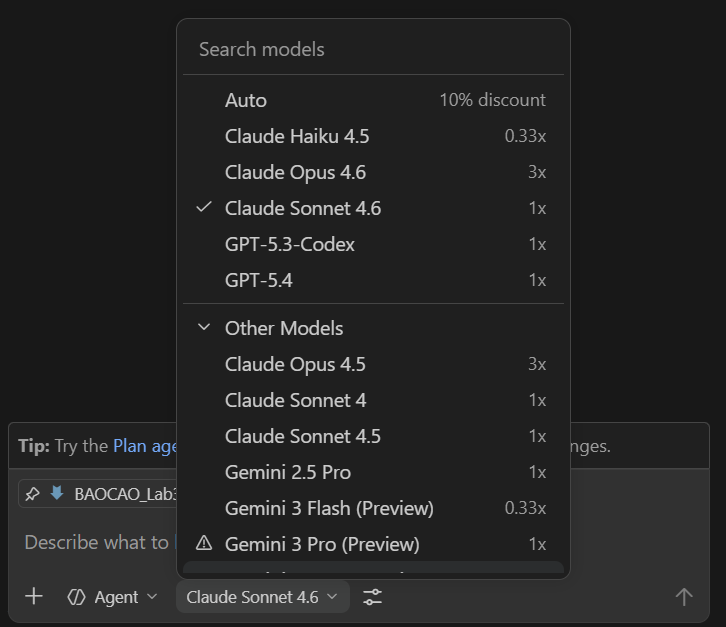 Search models
Auto 10% discount
Claude Haiku 4.5 0.33x
Claude Opus 4.6 3x
Claude Sonnet 4.6 1x
GPT-5.3-Codex 1x
GPT-5.4 1x
Other Models
Claude Opus 4.5 3x
Claude Sonnet 4 1x
Claude Sonnet 4.5 1x
Gemini 2.5 Pro 1x
Gemini 3 Flash (Preview) 0.33x
Gemini 3 Pro (Preview) 1x
Tip: Try the Plan age nges.
BAOCAO_Lab3
Describe what to
Agent Claude Sonnet 4.6